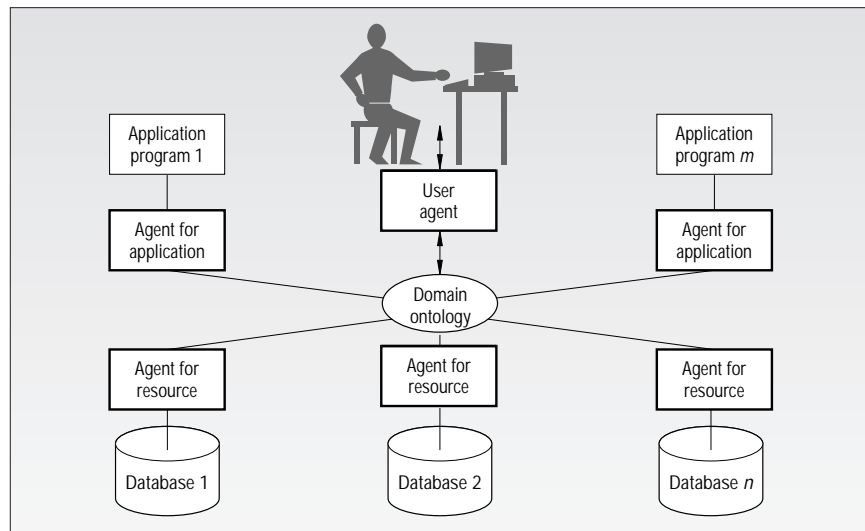 Application
program 1
Application
program m
User
agent
Agent for
application
Agent for
application
Domain
ontology
Agent for
resource
Agent for
resource
Agent for
resource
Database 1
Database 2
Database n